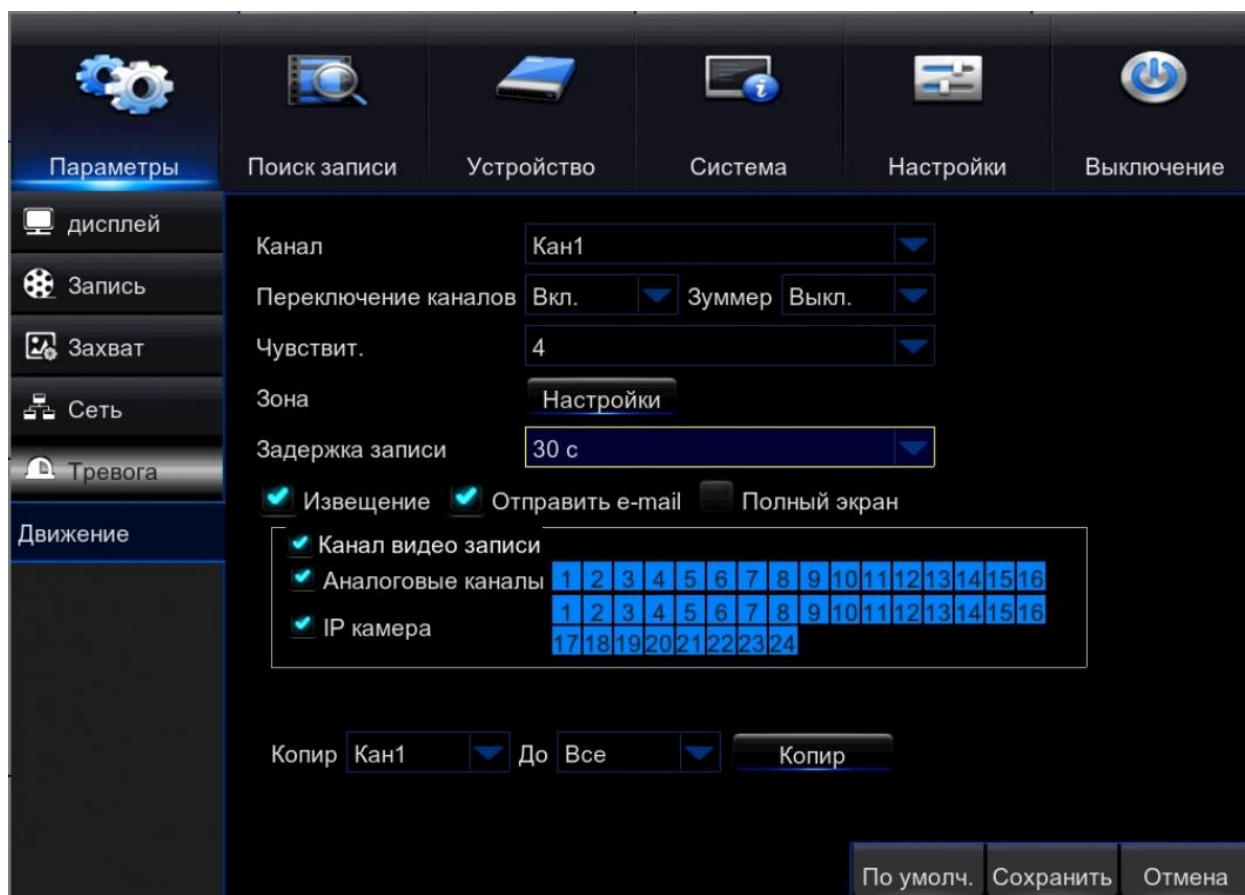 Параметры Поиск записи Устройство Система Настройки Выключение
дисплей
Запись
Захват
Сеть
Тревога
Движение
Канал Кан1
Переключение каналов Вкл. Зуммер Выкл.
Чувствит. 4
Зона Настройки
Задержка записи 30 с
Извещение Отправить e-mail Полный экран
Канал видео записи
Аналоговые каналы 1 2 3 4 5 6 7 8 9 10 11 12 13 14 15 16
IP камера 1 2 3 4 5 6 7 8 9 10 11 12 13 14 15 16
17 18 19 20 21 22 23 24
Копир Кан1 До Все Копир
По умолч. Сохранить Отмена